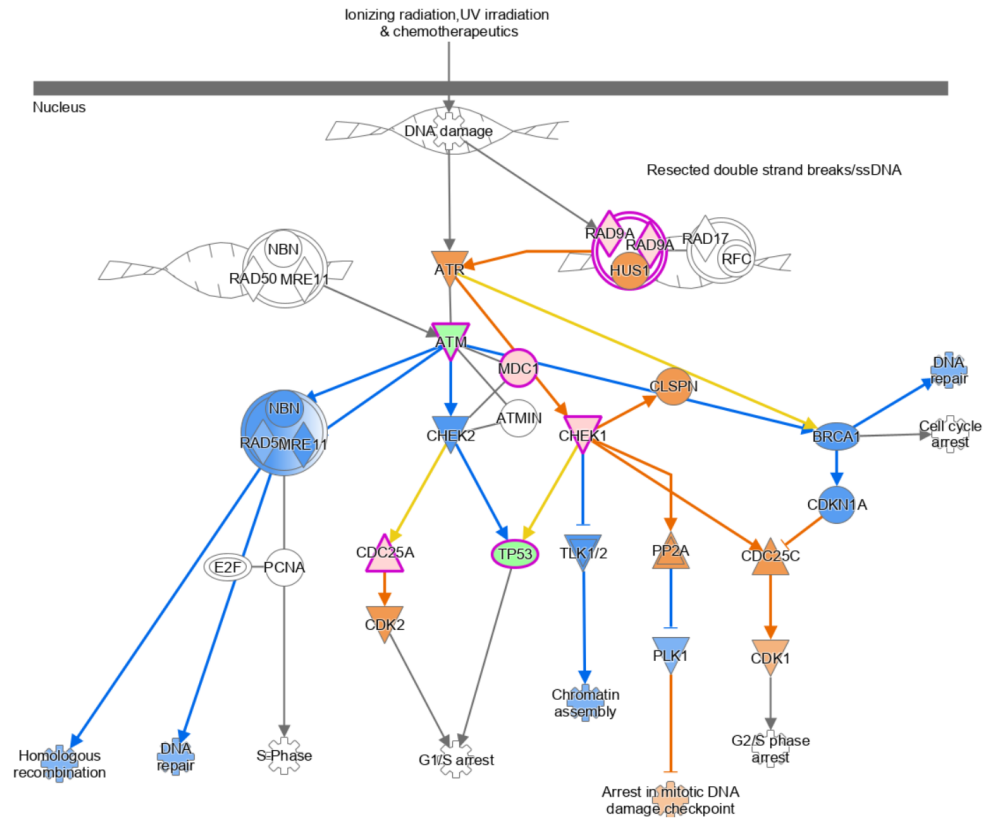 Ionizing radiation,UV irradiation
& chemotherapeutics
Nucleus
DNA damage
Resected double strand breaks/ssDNA
RAD9A
RAD9A
RAD17
NBN
RFC
HUS1
ATR
RAD50 MRE11
ATM
MDC1
DNA
repair
CLSPN
NBN
ATMIN
CHEK2
CHEK1
BRCA1
Cell cycle
arrest
RAD50
MRE11
CDKN1A
CDC25A
TP53
TLK1/2
PP2A
CDC25C
E2F
PCNA
CDK2
PLK1
CDK1
Chromatin
assembly
Homologous
recombination
DNA
repair
S-Phase
G1/S arrest
G2/S phase
arrest
Arrest in mitotic DNA
damage checkpoint